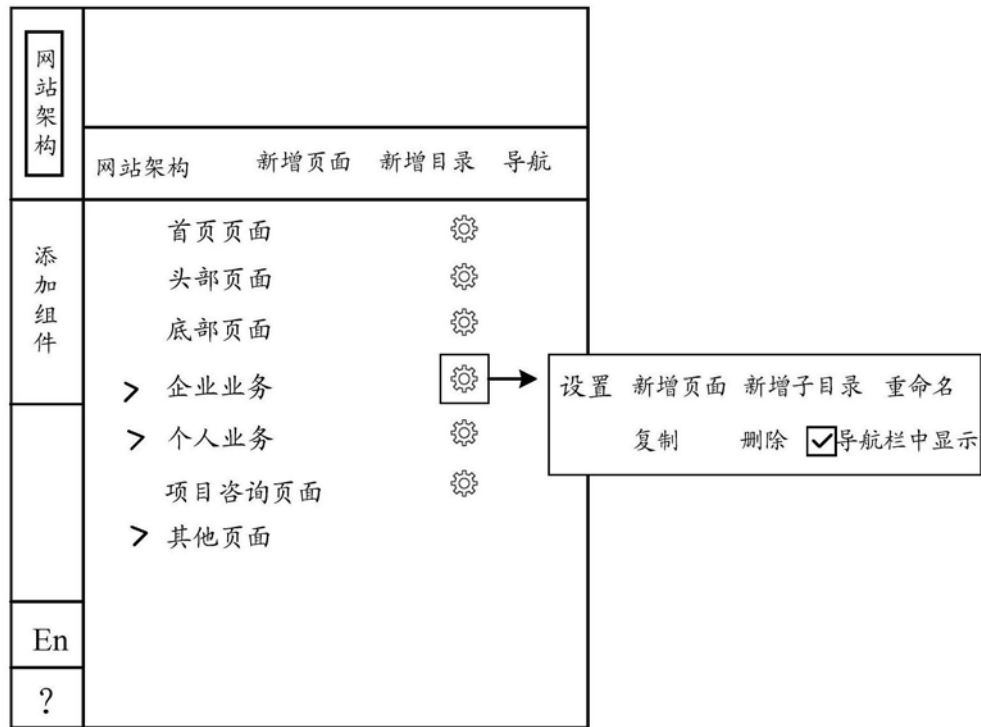 网站架构
网站架构 新增页面 新增目录 导航
首页页面
添加组件
头部页面
底部页面
企业业务
设置 新增页面 新增子目录 重命名
个人业务
复制 删除 导航栏中显示
项目咨询页面
其他页面
En
?